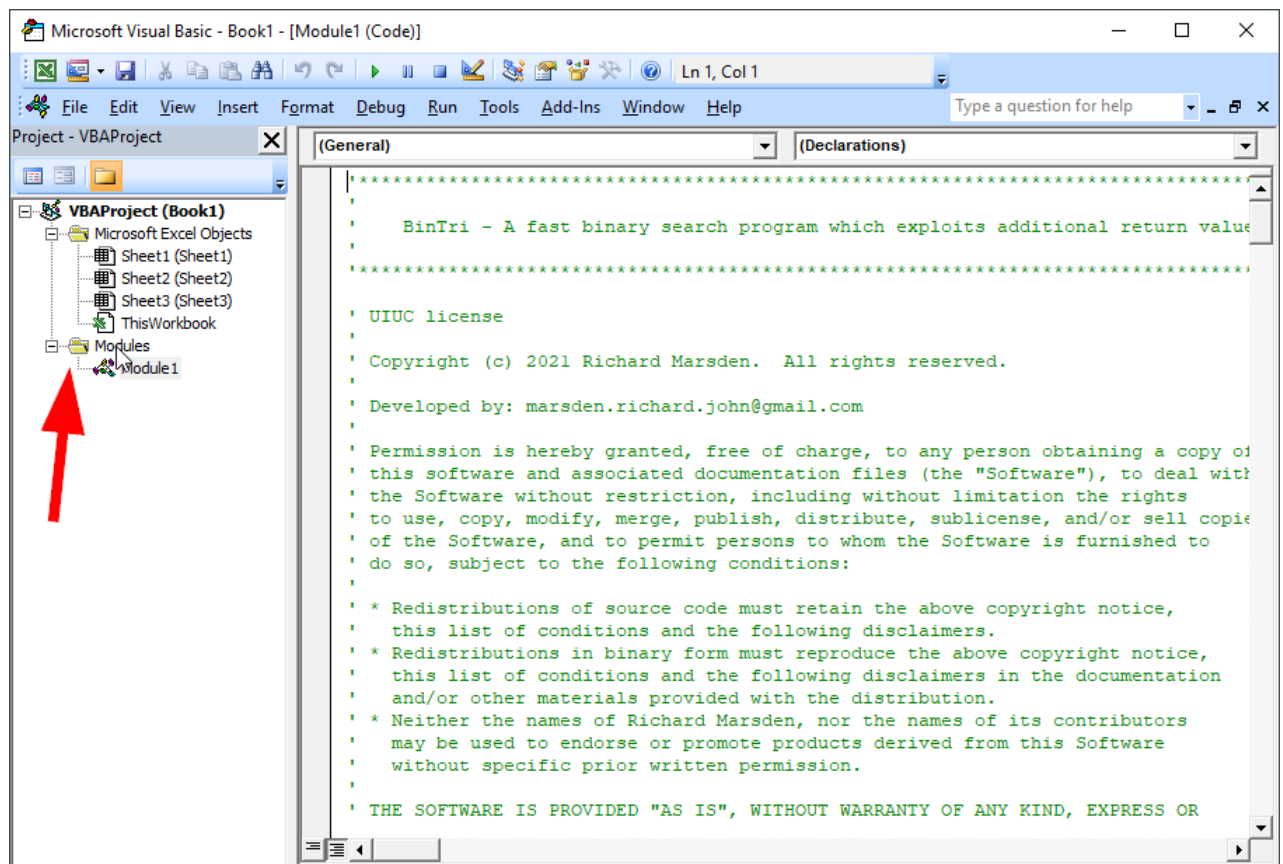 Microsoft Visual Basic - Book1 - [Module1 (Code)]
Ln 1, Col 1
File Edit View Insert Format Debug Run Tools Add-Ins Window Help
Type a question for help
Project - VBAProject
VBAProject (Book1)
Microsoft Excel Objects
Sheet1 (Sheet1)
Sheet2 (Sheet2)
Sheet3 (Sheet3)
ThisWorkbook
Modules
Module1
(General)
(Declarations)
'********************************************************************************
'
'    BinTri - A fast binary search program which exploits additional return value
'
'********************************************************************************
' UIUC license
'
' Copyright (c) 2021 Richard Marsden.  All rights reserved.
'
' Developed by: marsden.richard.john@gmail.com
'
' Permission is hereby granted, free of charge, to any person obtaining a copy of
' this software and associated documentation files (the "Software"), to deal with
' the Software without restriction, including without limitation the rights
' to use, copy, modify, merge, publish, distribute, sublicense, and/or sell copie
' of the Software, and to permit persons to whom the Software is furnished to
' do so, subject to the following conditions:
'
' * Redistributions of source code must retain the above copyright notice,
'   this list of conditions and the following disclaimers.
' * Redistributions in binary form must reproduce the above copyright notice,
'   this list of conditions and the following disclaimers in the documentation
'   and/or other materials provided with the distribution.
' * Neither the names of Richard Marsden, nor the names of its contributors
'   may be used to endorse or promote products derived from this Software
'   without specific prior written permission.
'
' THE SOFTWARE IS PROVIDED "AS IS", WITHOUT WARRANTY OF ANY KIND, EXPRESS OR